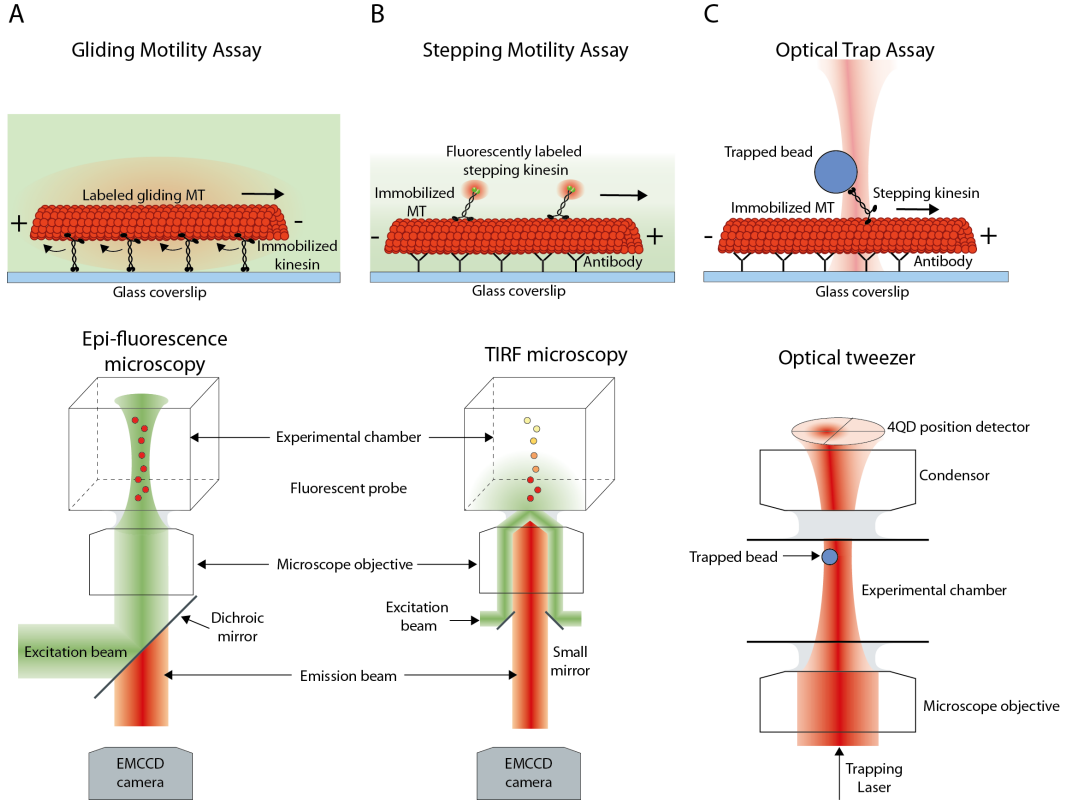 A
Gliding Motility Assay
Labeled gliding MT
+
-
Immobilized
kinesin
Glass coverslip
B
Stepping Motility Assay
Fluorescently labeled
stepping kinesin
Immobilized
MT
-
+
Antibody
Glass coverslip
C
Optical Trap Assay
Trapped bead
Stepping kinesin
Immobilized MT
-
+
Antibody
Glass coverslip
Epi-fluorescence
microscopy
TIRF microscopy
Optical tweezer
Experimental chamber
Fluorescent probe
Microscope objective
Dichroic
mirror
Excitation beam
Excitation
beam
Small
mirror
Emission beam
EMCCD
camera
EMCCD
camera
4QD position detector
Condensor
Trapped bead
Experimental chamber
Microscope objective
Trapping
Laser